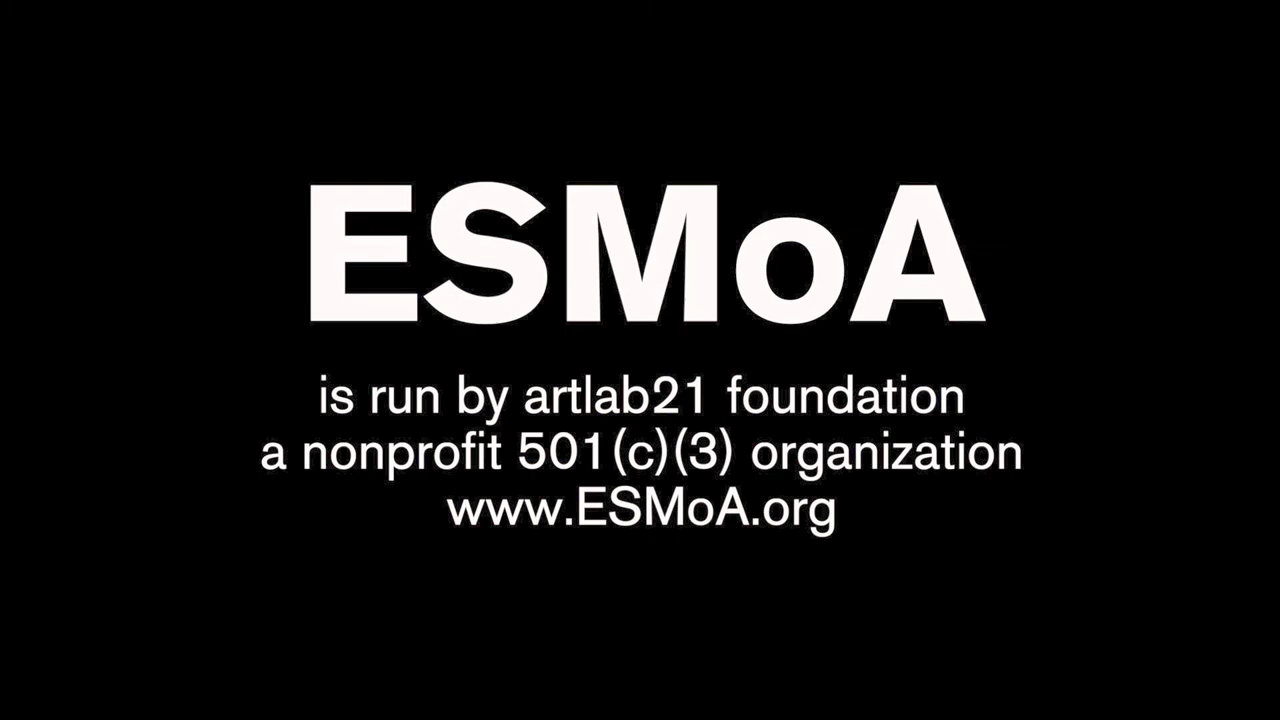 ESMoA
is run by artlab21 foundation
a nonprofit 501(c)(3) organization
www.ESMoA.org